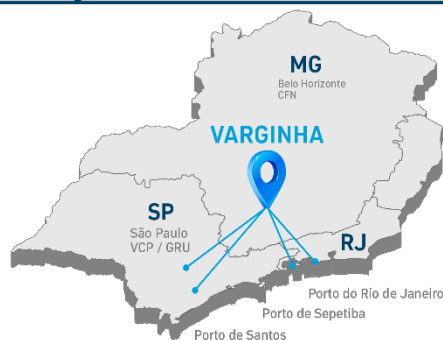 MG
Belo Horizonte
CFN
VARGINHA
SP
São Paulo
VCP / GRU
RJ
Porto do Rio de Janeiro
Porto de Sepetiba
Porto de Santos